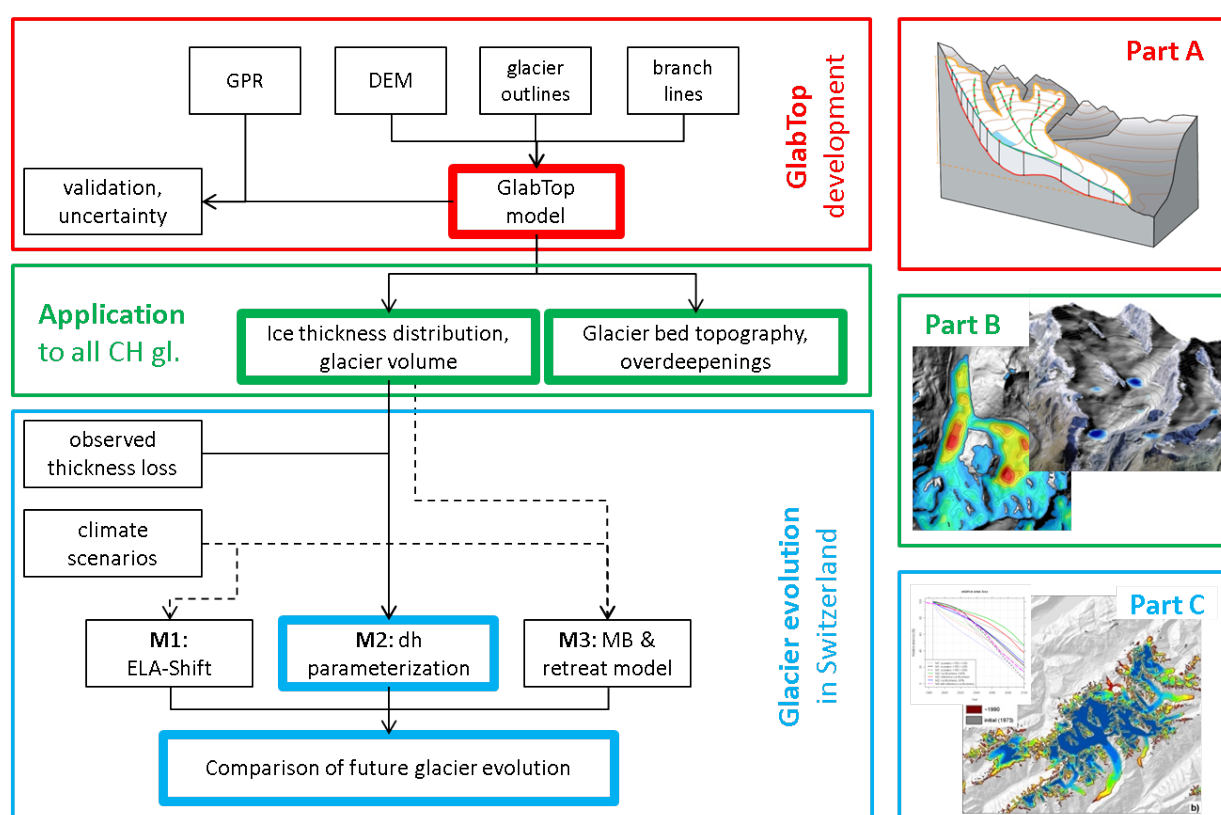 GPR
DEM
glacier
outlines
branch
lines
validation,
uncertainty
GlabTop
model
GlabTop
development
Part A
Application
to all CH gl.
Ice thickness distribution,
glacier volume
Glacier bed topography,
overdeepenings
Part B
observed
thickness loss
climate
scenarios
M1:
ELA-Shift
M2: dh
parameterization
M3: MB &
retreat model
Comparison of future glacier evolution
Glacier evolution
in Switzerland
Part C
~1990
initial (1973)
b)